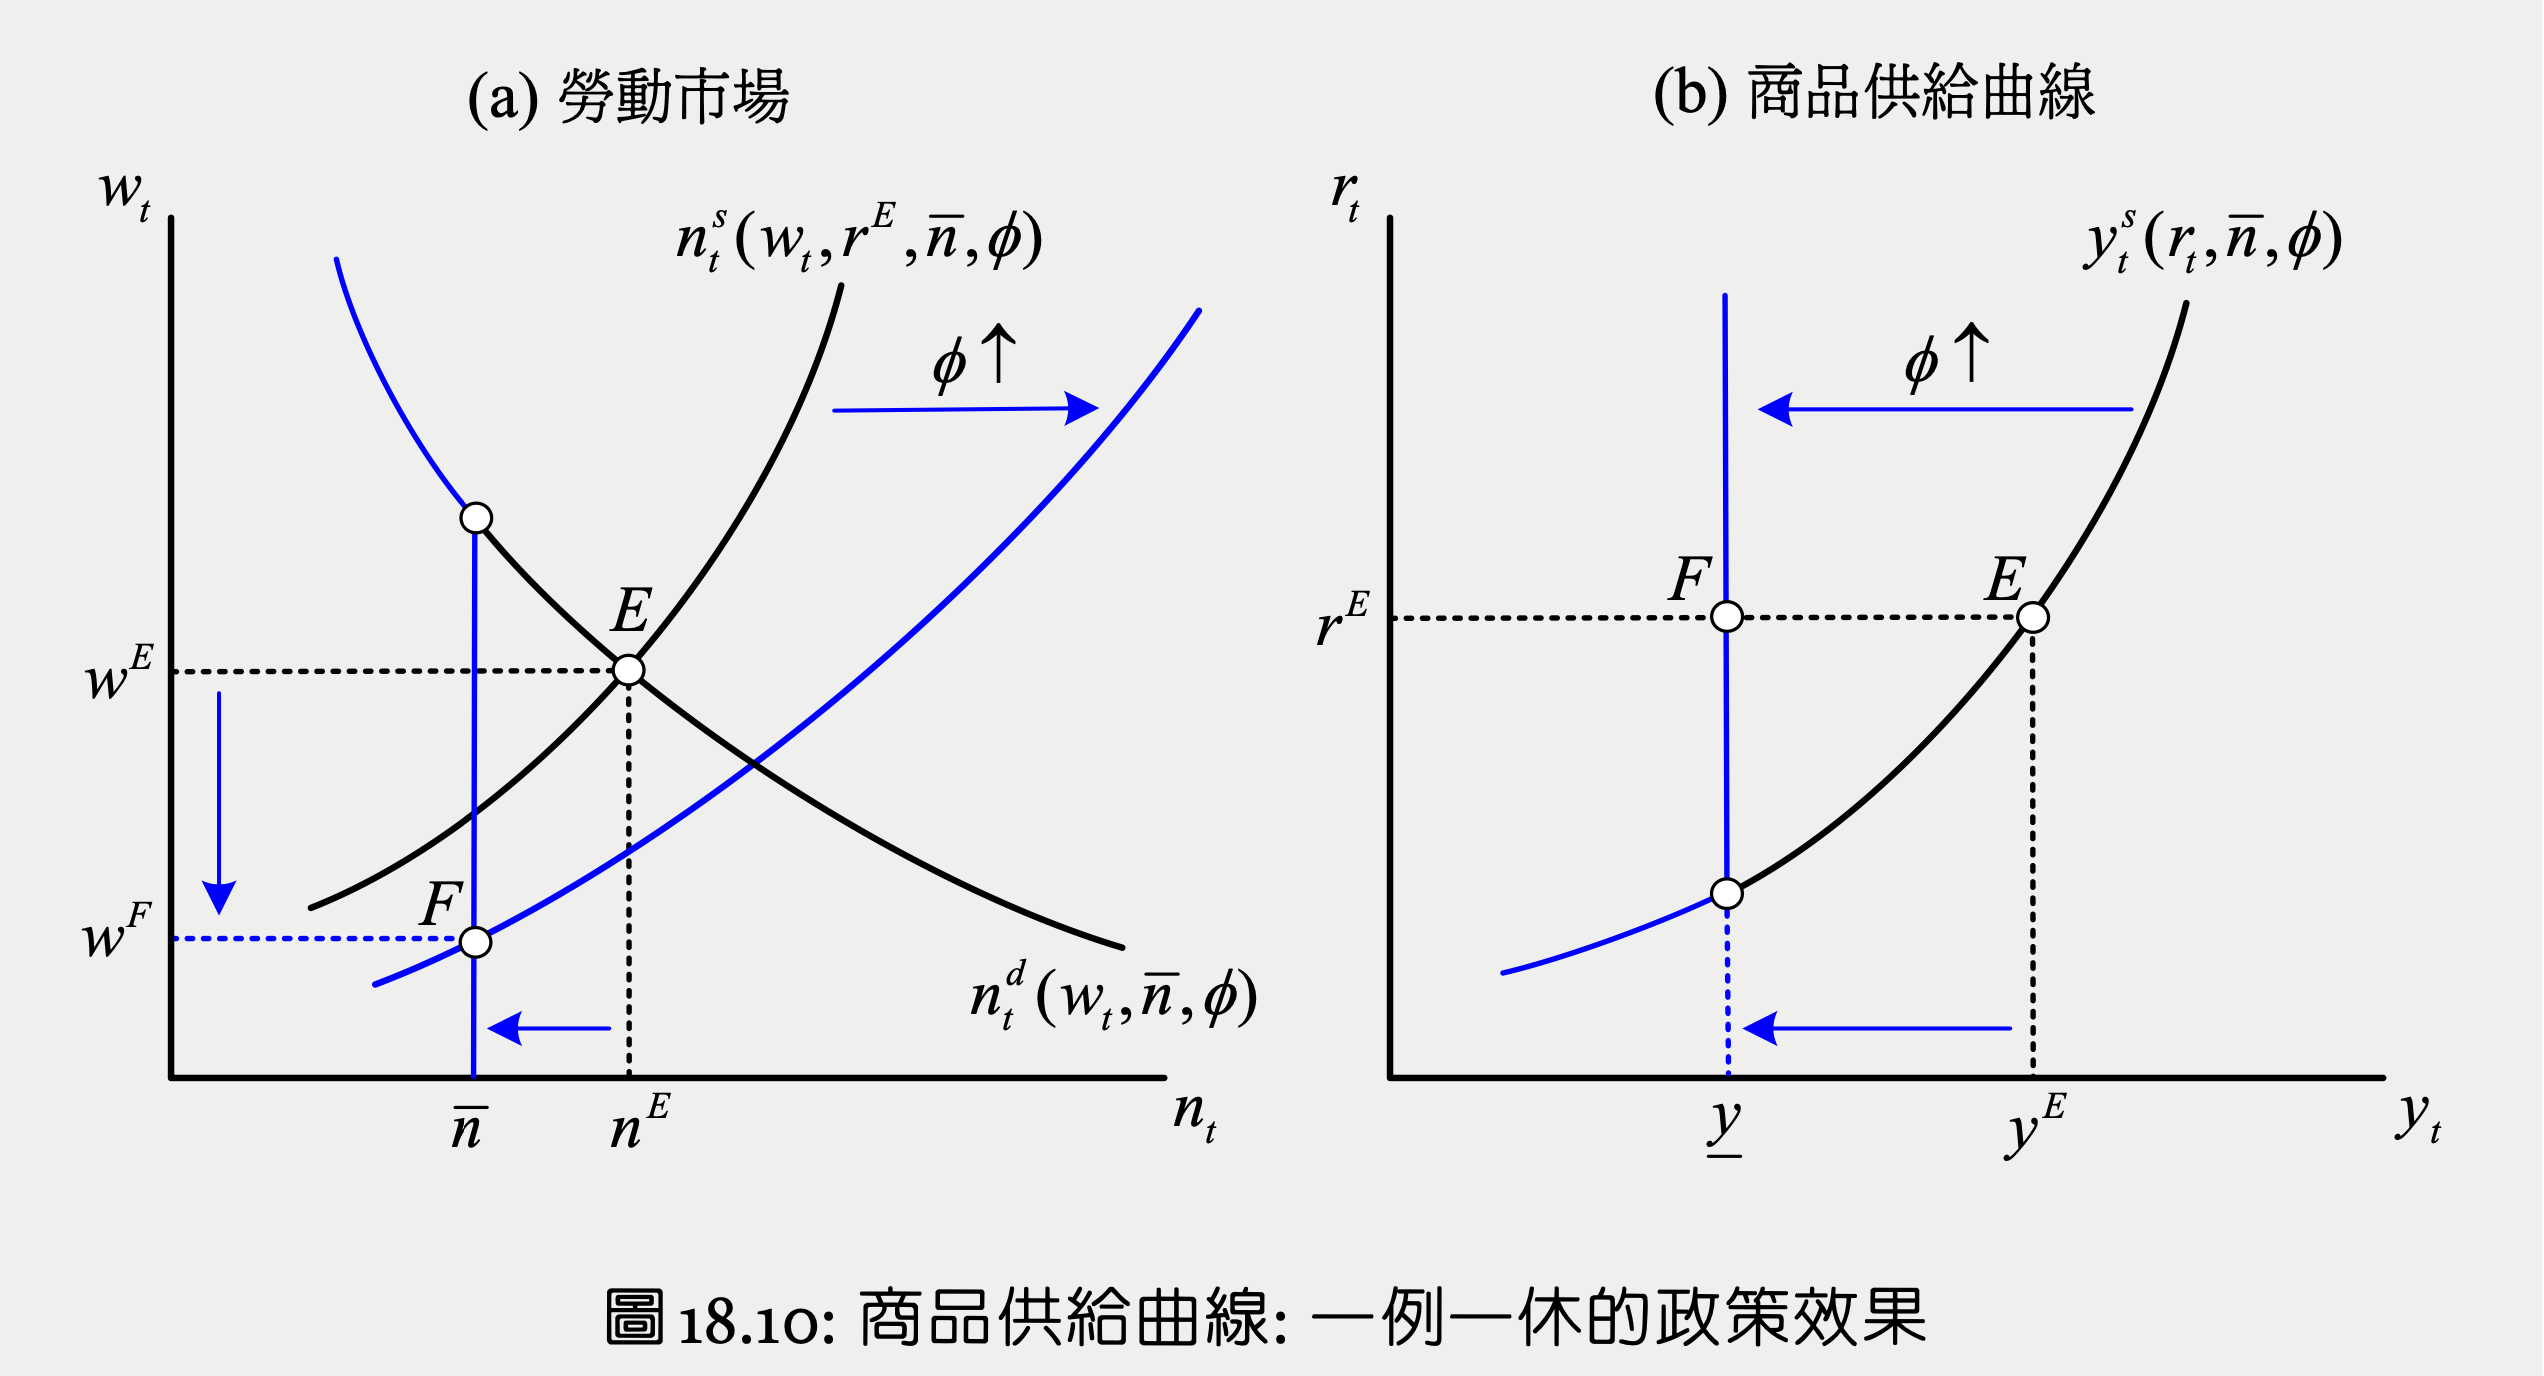 (a) 勞動市場
(b) 商品供給曲線
w_t
n_t^s(w_t, r^E, n̅, ϕ)
ϕ↑
E
w^E
F
w^F
n_t^d(w_t, n̅, ϕ)
n̅
n^E
n_t
r_t
y_t^s(r_t, n̅, ϕ)
ϕ↑
F
E
r^E
y̲
y^E
y_t
圖 18.10: 商品供給曲線: 一例一休的政策效果